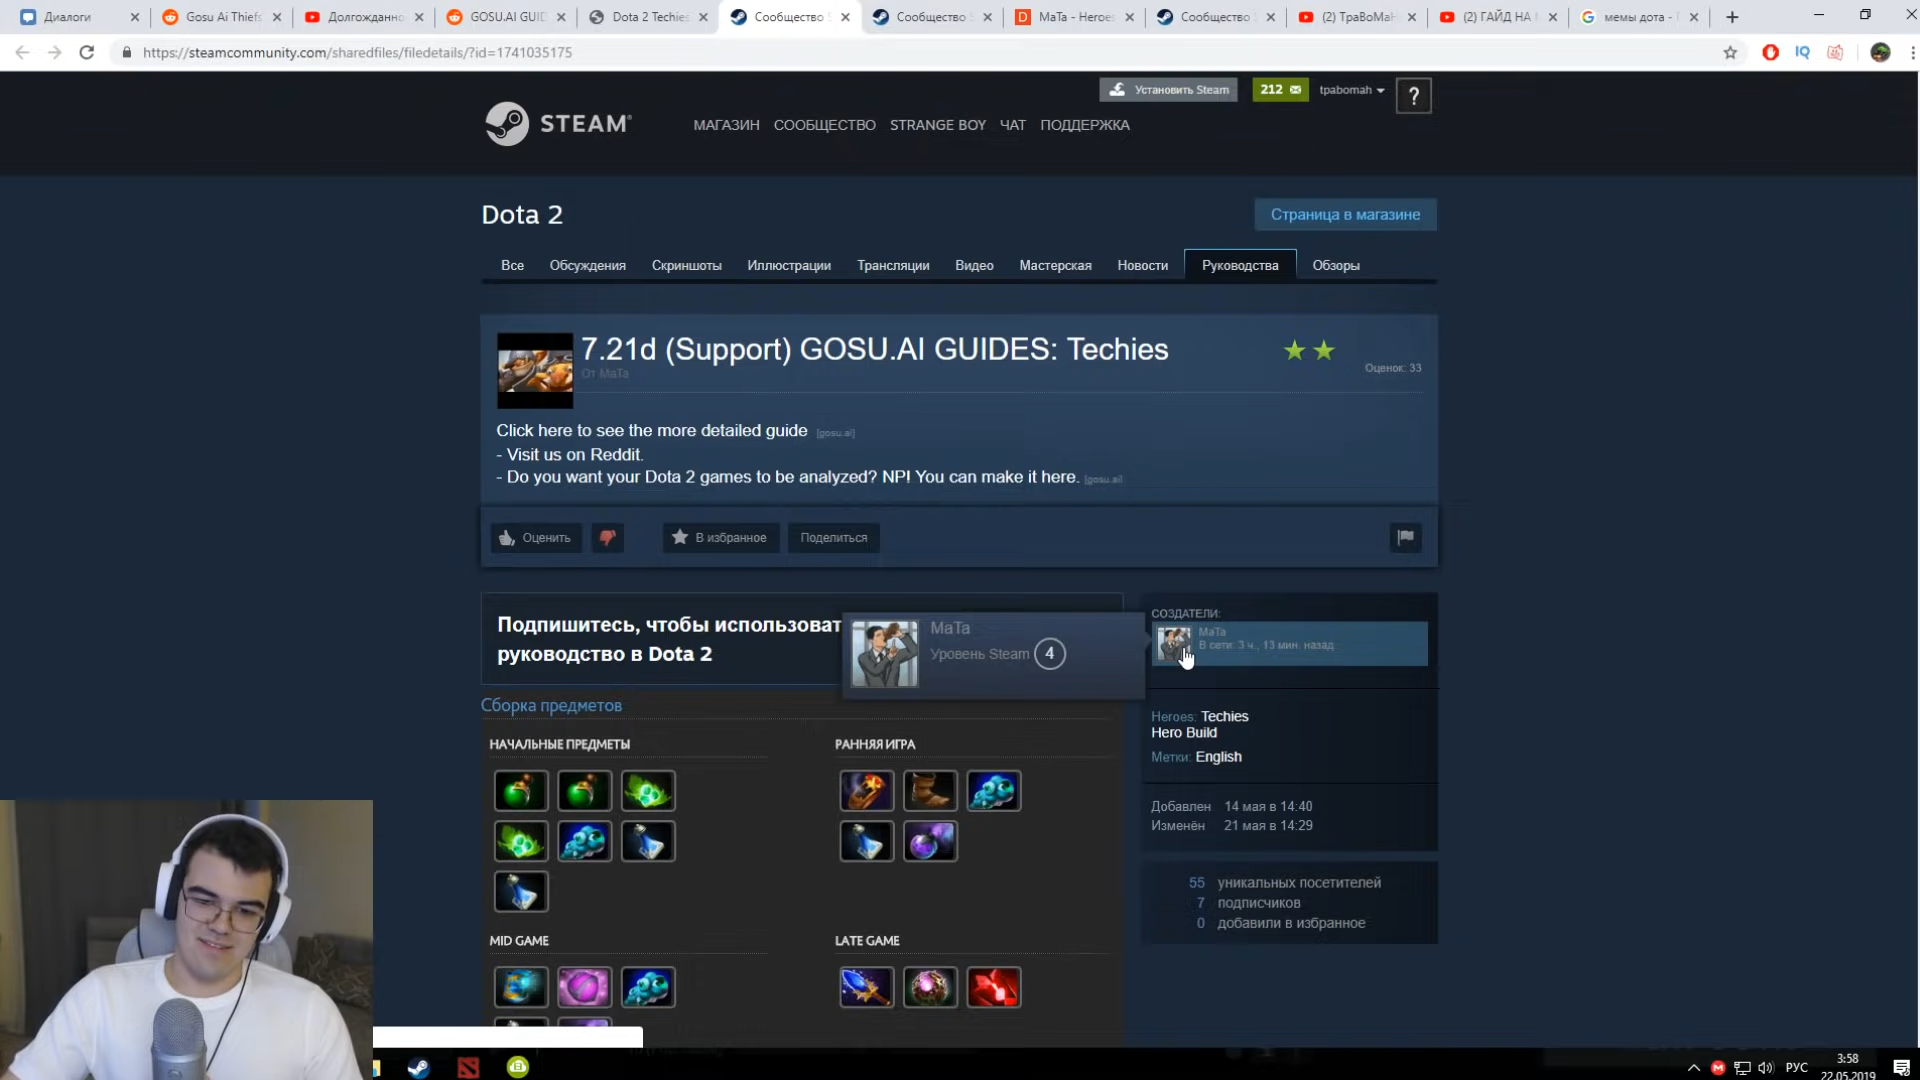 Диалоги
Gosu Ai Thiefs
Долгожданно
GOSU.AI GUID
Dota 2 Techies
Сообщество S
Сообщество S
MaTa - Heroes
Сообщество
(2) ТраВоМаН
(2) ГАЙД НА
мемы дота -
https://steamcommunity.com/sharedfiles/filedetails/?id=1741035175
IQ
Установить Steam
212
tpabomah
?
STEAM
МАГАЗИН
СООБЩЕСТВО
STRANGE BOY
ЧАТ
ПОДДЕРЖКА
Dota 2
Страница в магазине
Все
Обсуждения
Скриншоты
Иллюстрации
Трансляции
Видео
Мастерская
Новости
Руководства
Обзоры
7.21d (Support) GOSU.AI GUIDES: Techies
От MaTa
Оценок: 33
Click here to see the more detailed guide [gosu.ai]
- Visit us on Reddit.
- Do you want your Dota 2 games to be analyzed? NP! You can make it here. [gosu.ai]
Оценить
В избранное
Поделиться
Подпишитесь, чтобы использоват
руководство в Dota 2
MaTa
Уровень Steam 4
СОЗДАТЕЛИ:
MaTa
В сети: 3 ч., 13 мин. назад
Heroes: Techies
Hero Build
Метки: English
Добавлен 14 мая в 14:40
Изменён 21 мая в 14:29
55 уникальных посетителей
7 подписчиков
0 добавили в избранное
Сборка предметов
НАЧАЛЬНЫЕ ПРЕДМЕТЫ
РАННЯЯ ИГРА
MID GAME
LATE GAME
РУС
3:58
22.05.2019